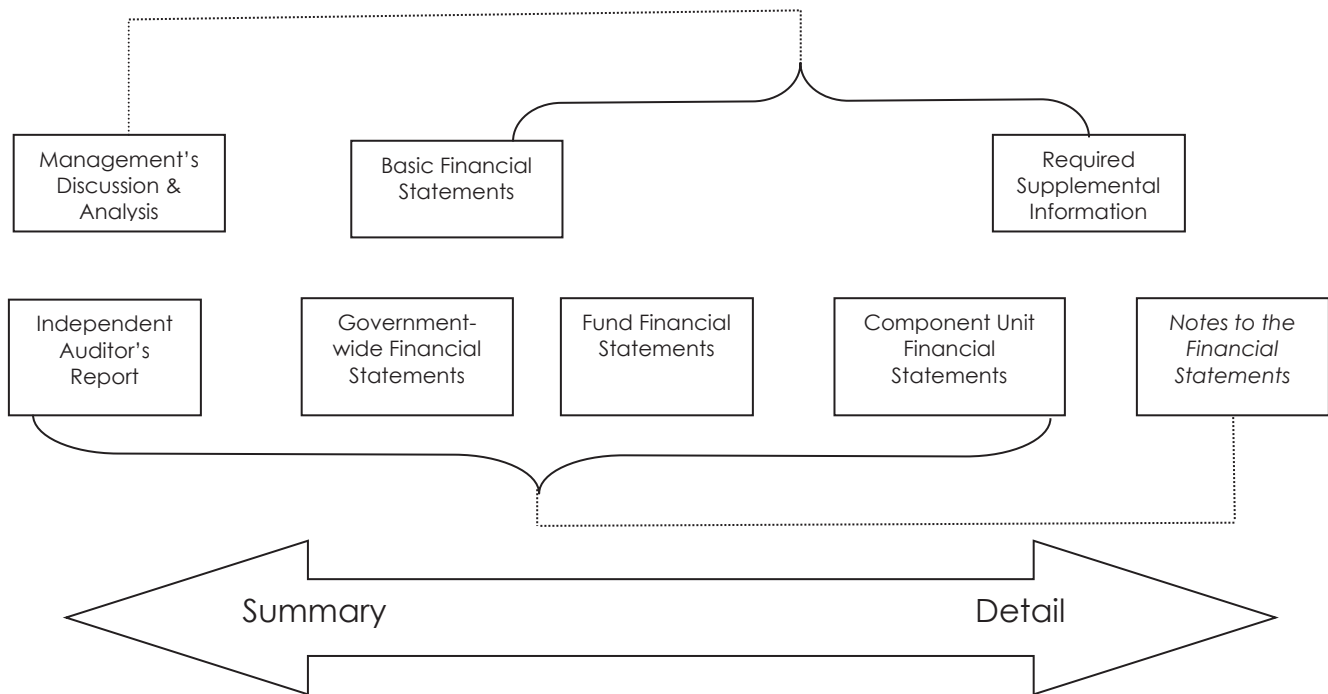 Management’s
Discussion &
Analysis
Basic Financial
Statements
Required
Supplemental
Information
Independent
Auditor’s
Report
Government-
wide Financial
Statements
Fund Financial
Statements
Component Unit
Financial
Statements
Notes to the
Financial
Statements
Summary
Detail